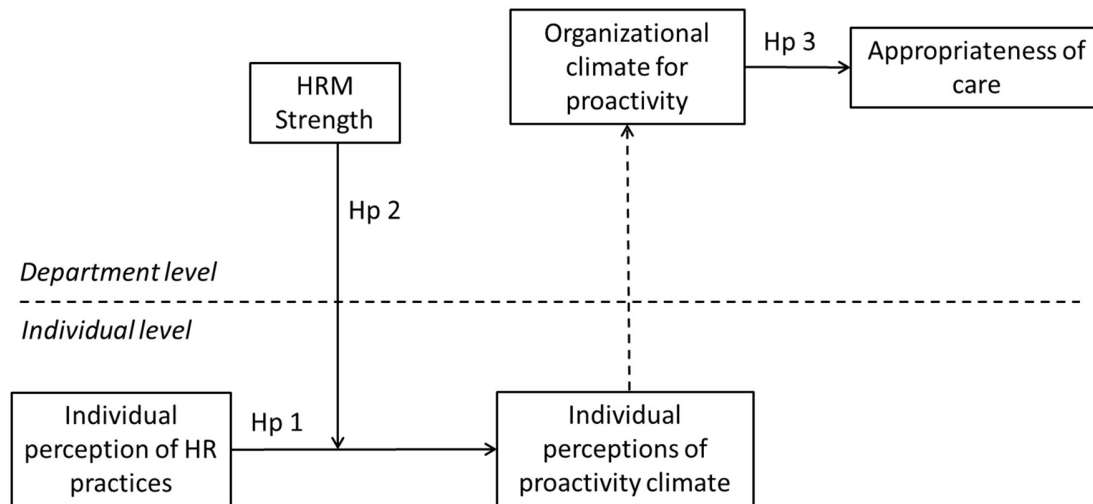 Organizational
climate for
proactivity
Hp 3
Appropriateness of
care
HRM
Strength
Hp 2
Department level
Individual level
Individual
perception of HR
practices
Hp 1
Individual
perceptions of
proactivity climate